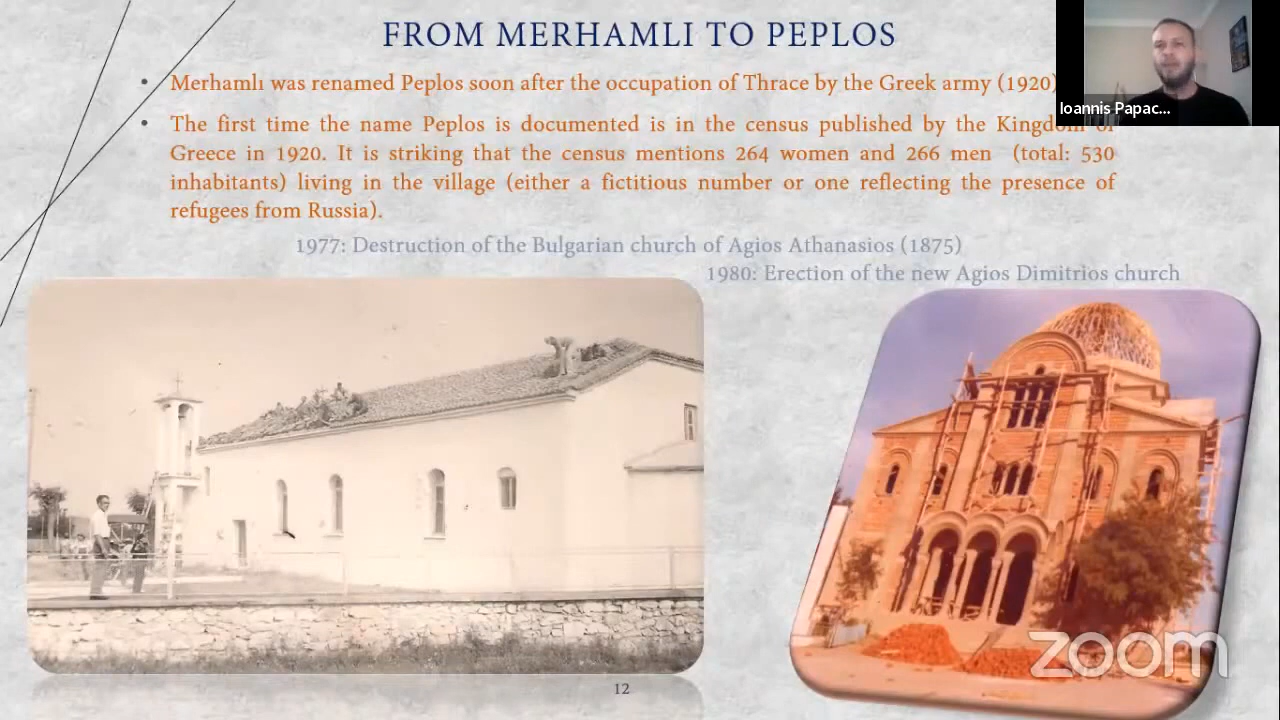 FROM MERHAMLI TO PEPLOS
• Merhamlı was renamed Peplos soon after the occupation of Thrace by the Greek army (1920)
• The first time the name Peplos is documented is in the census published by the Kingdom of
Greece in 1920. It is striking that the census mentions 264 women and 266 men (total: 530
inhabitants) living in the village (either a fictitious number or one reflecting the presence of
refugees from Russia).
1977: Destruction of the Bulgarian church of Agios Athanasios (1875)
1980: Erection of the new Agios Dimitrios church
Ioannis Papac...
zoom
12